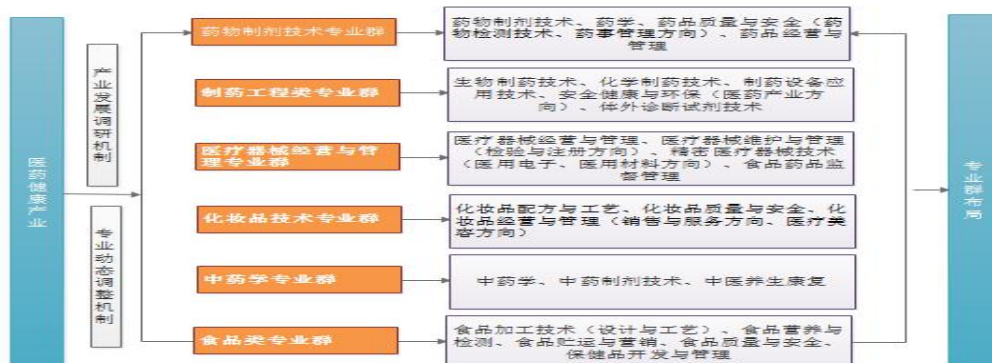 医药健康产业
产业发展调研机制
专业动态调整机制
药物制剂技术专业群
药物制剂技术、药学、药品质量与安全（药
物检测技术、药事管理方向）、药品经营与
管理
制药工程类专业群
生物制药技术、化学制药技术、制药设备应
用技术、安全健康与环保（医药产业方
向）、体外诊断试剂技术
医疗器械经营与管
理专业群
医疗器械经营与管理、医疗器械维护与管理
（检验与注册方向）、精密医疗器械技术
（医用电子、医用材料方向）、食品药品监
督管理
化妆品技术专业群
化妆品配方与工艺、化妆品质量与安全、化
妆品经营与管理（销售与服务方向、医疗美
容方向）
中药学专业群
中药学、中药制剂技术、中医养生康复
食品类专业群
食品加工技术（设计与工艺）、食品营养与
检测、食品贮运与营销、食品质量与安全、
保健品开发与管理
专业群布局